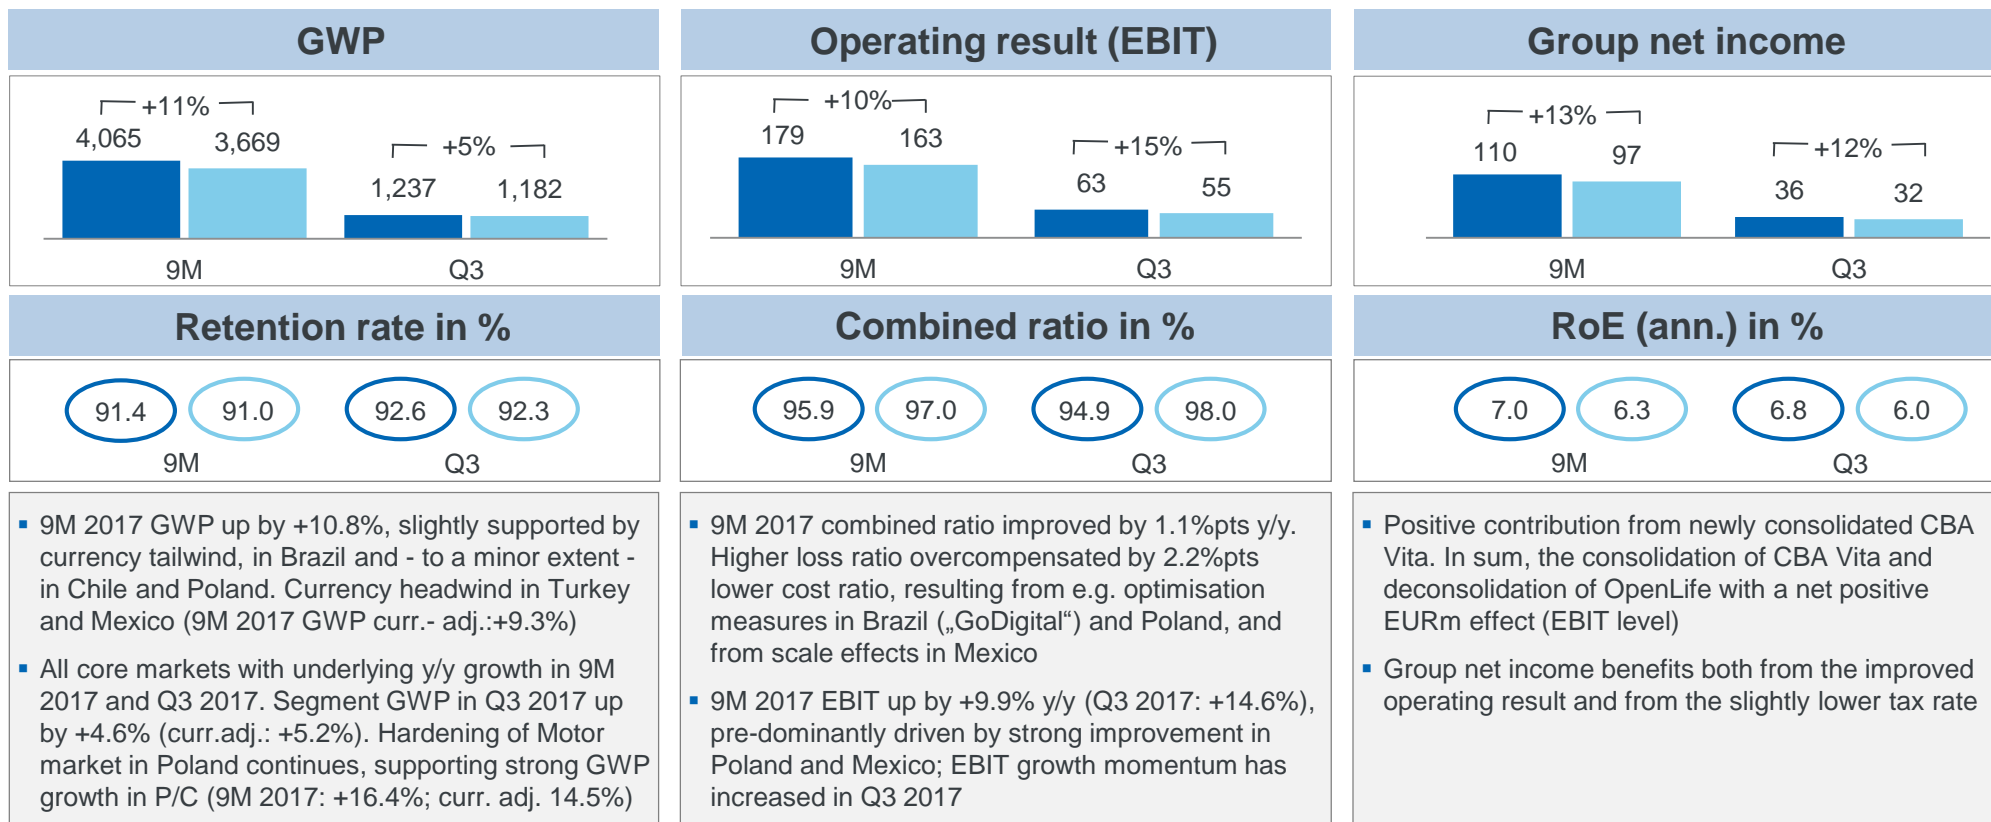 GWP
+11%
4,065
3,669
+5%
1,237
1,182
9M
Q3
Operating result (EBIT)
+10%
179
163
+15%
63
55
9M
Q3
Group net income
+13%
110
97
+12%
36
32
9M
Q3
Retention rate in %
91.4
91.0
92.6
92.3
9M
Q3
Combined ratio in %
95.9
97.0
94.9
98.0
9M
Q3
RoE (ann.) in %
7.0
6.3
6.8
6.0
9M
Q3
▪ 9M 2017 GWP up by +10.8%, slightly supported by
currency tailwind, in Brazil and - to a minor extent -
in Chile and Poland. Currency headwind in Turkey
and Mexico (9M 2017 GWP curr.- adj.:+9.3%)
▪ All core markets with underlying y/y growth in 9M
2017 and Q3 2017. Segment GWP in Q3 2017 up
by +4.6% (curr.adj.: +5.2%). Hardening of Motor
market in Poland continues, supporting strong GWP
growth in P/C (9M 2017: +16.4%; curr. adj. 14.5%)
▪ 9M 2017 combined ratio improved by 1.1%pts y/y.
Higher loss ratio overcompensated by 2.2%pts
lower cost ratio, resulting from e.g. optimisation
measures in Brazil („GoDigital“) and Poland, and
from scale effects in Mexico
▪ 9M 2017 EBIT up by +9.9% y/y (Q3 2017: +14.6%),
pre-dominantly driven by strong improvement in
Poland and Mexico; EBIT growth momentum has
increased in Q3 2017
▪ Positive contribution from newly consolidated CBA
Vita. In sum, the consolidation of CBA Vita and
deconsolidation of OpenLife with a net positive
EURm effect (EBIT level)
▪ Group net income benefits both from the improved
operating result and from the slightly lower tax rate